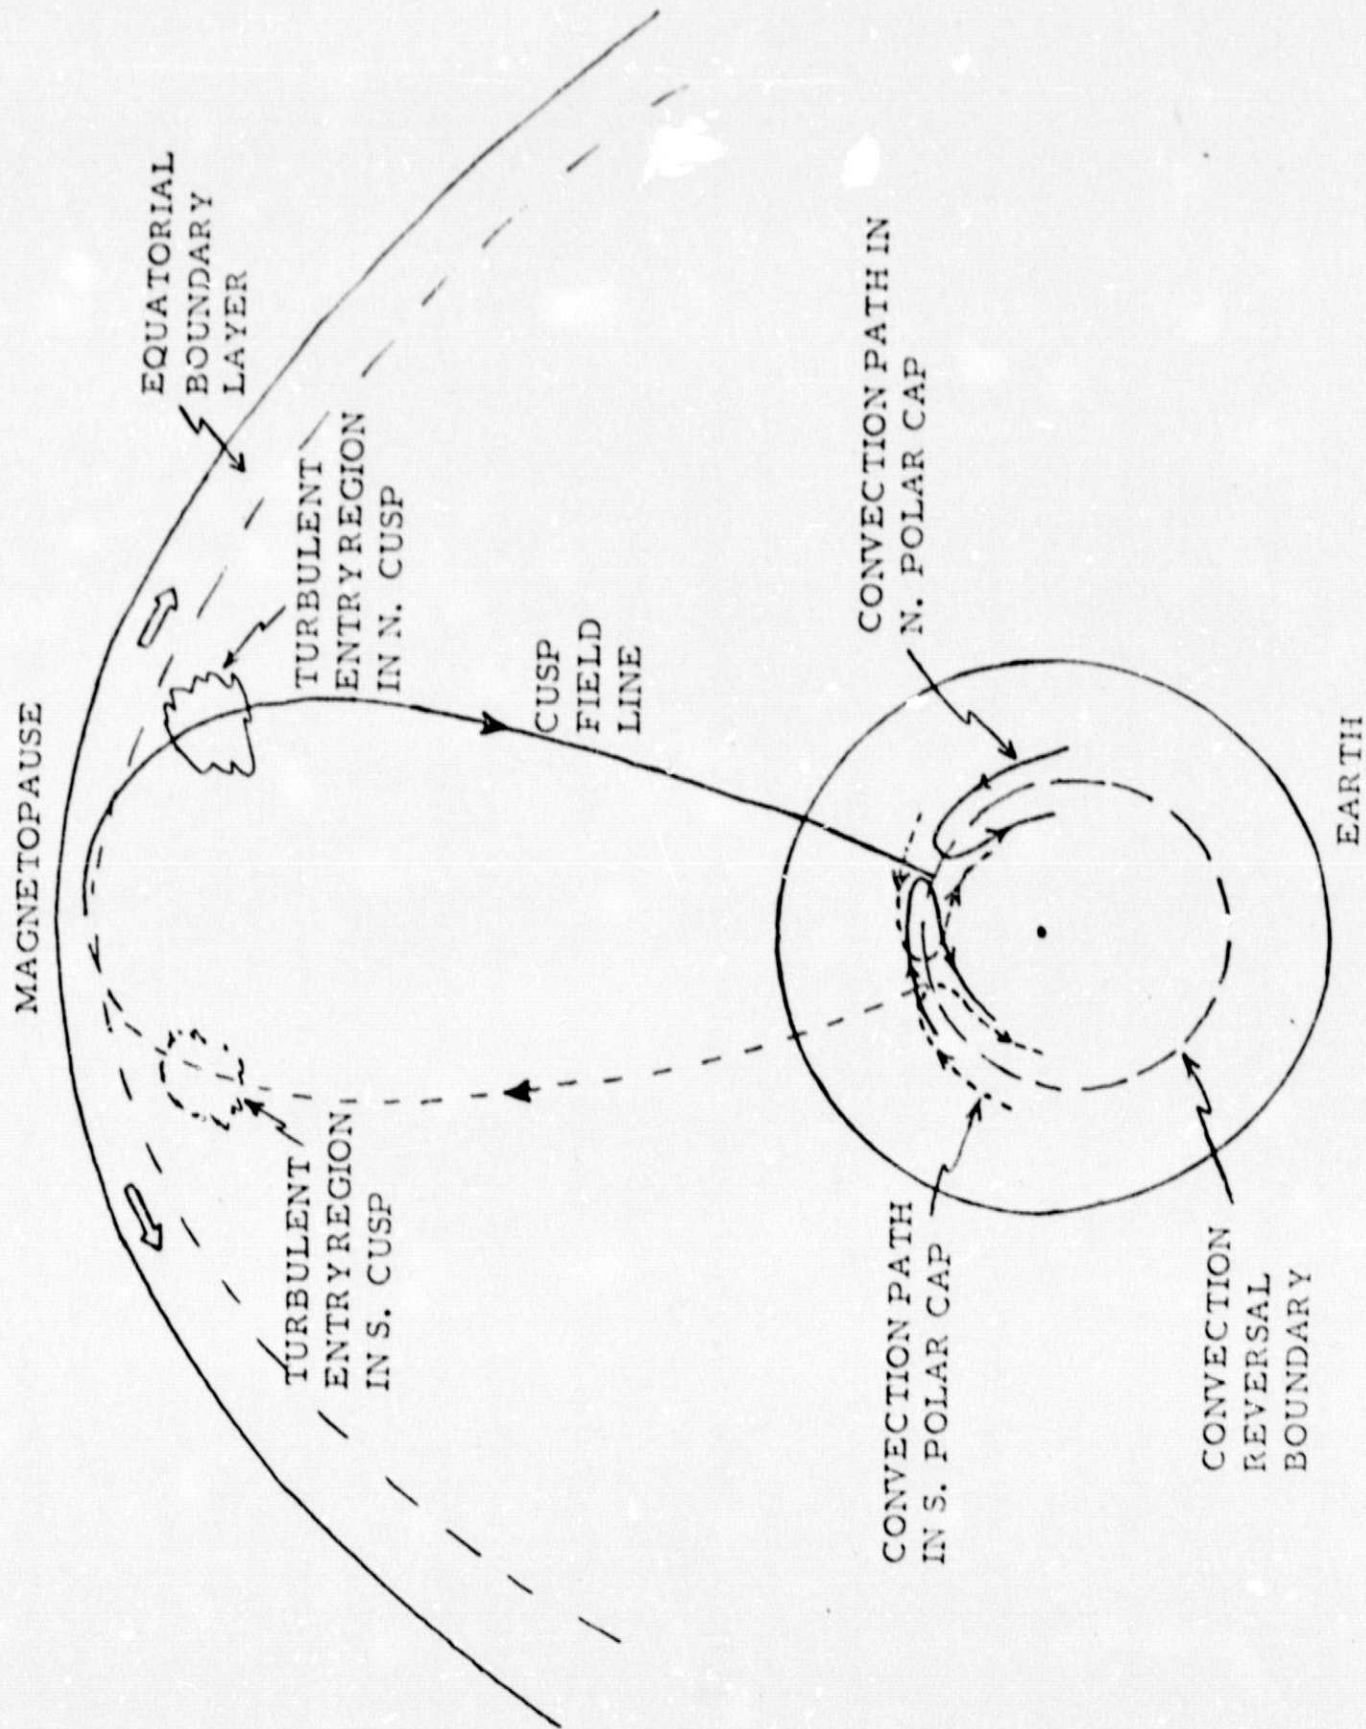 MAGNETOPAUSE
EQUATORIAL
BOUNDARY
LAYER
TURBULENT
ENTRY REGION
IN N. CUSP
TURBULENT
ENTRY REGION
IN S. CUSP
CUSP
FIELD
LINE
CONVECTION PATH IN
N. POLAR CAP
CONVECTION PATH
IN S. POLAR CAP
CONVECTION
REVERSAL
BOUNDARY
EARTH